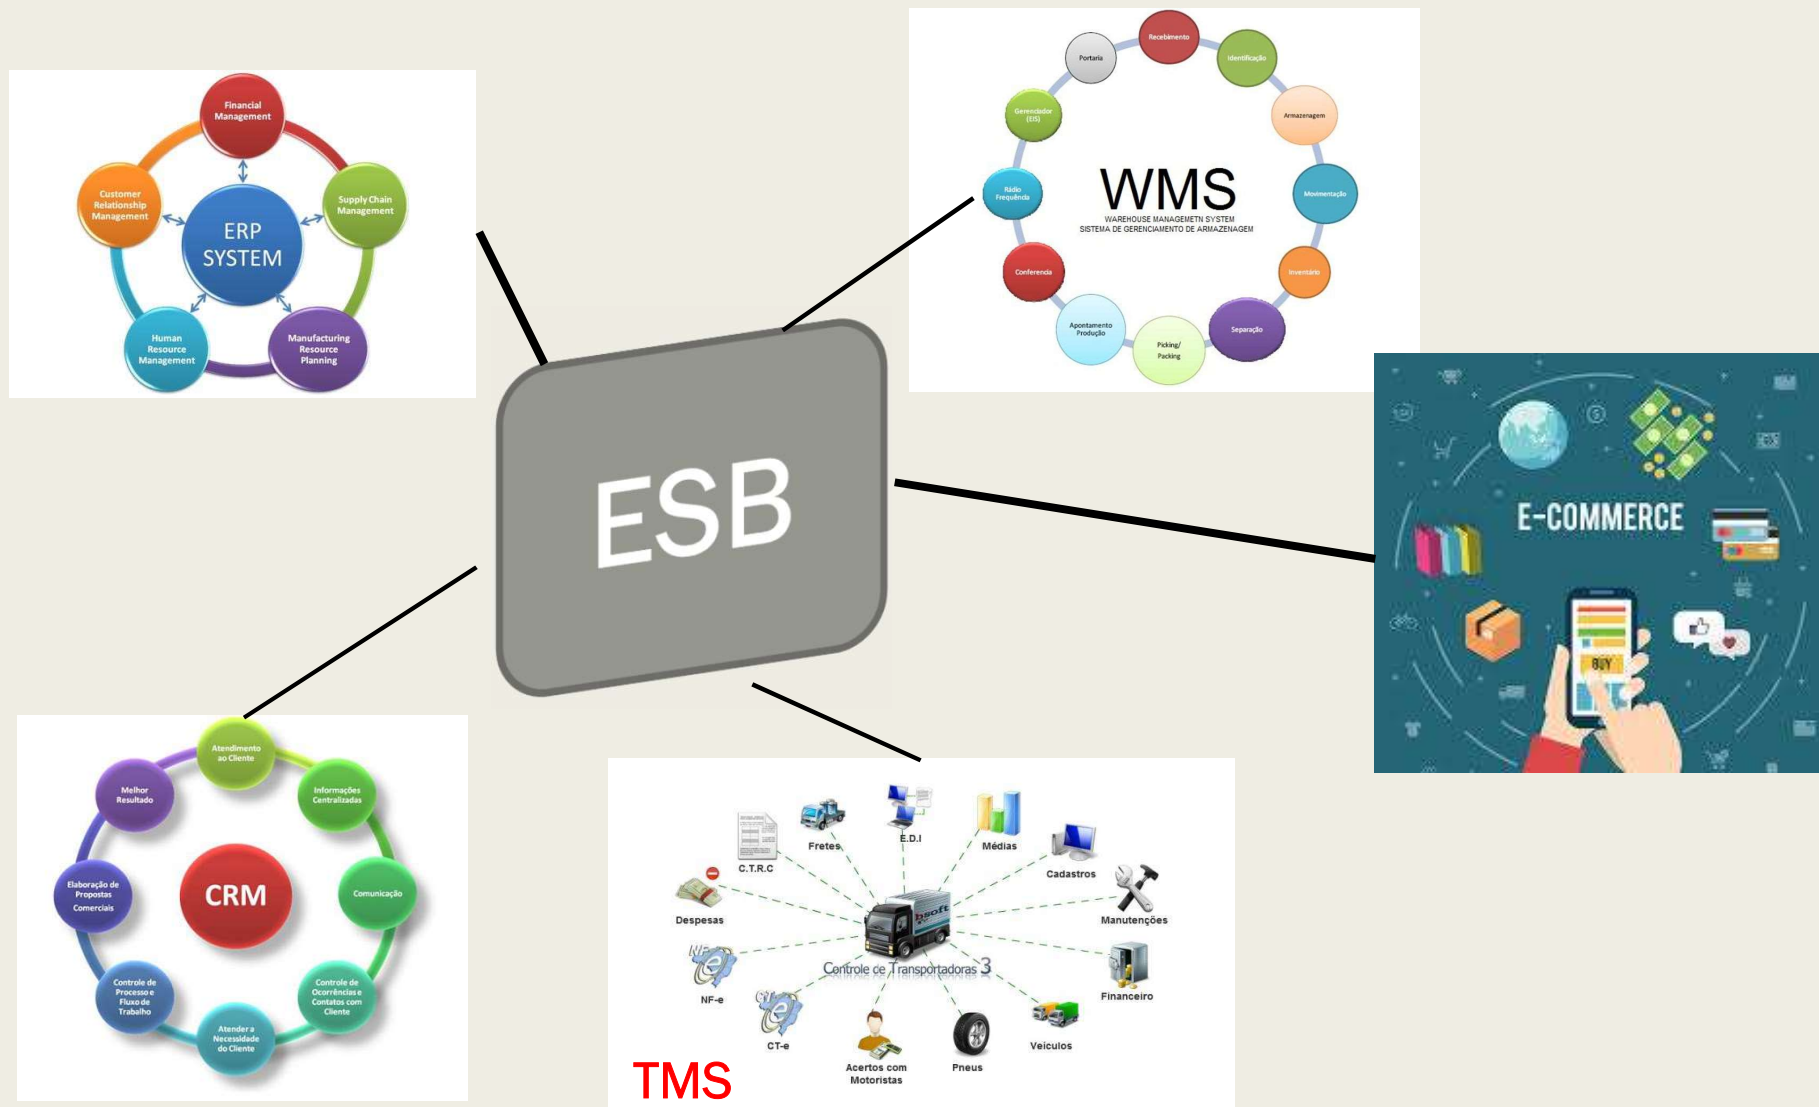 Financial
Management
Customer
Relationship
Management
Supply Chain
Management
ERP
SYSTEM
Human
Resource
Management
Manufacturing
Resource
Planning
Recebimento
Portaria
Identificação
Gerenciador
(EIS)
Armazenagem
Rádio
Frequência
Movimentação
WMS
WAREHOUSE MANAGEMETN SYSTEM
SISTEMA DE GERENCIAMENTO DE ARMAZENAGEM
Conferencia
Inventário
Apontamento
Produção
Separação
Picking/
Packing
ESB
E-COMMERCE
BUY
Atendimento
ao Cliente
Melhor
Resultado
Informações
Centralizadas
Elaboração de
Propostas
Comerciais
CRM
Comunicação
Controle de
Processo e
Fluxo de
Trabalho
Controle de
Ocorrências e
Contatos com
Cliente
Atender a
Necessidade
do Cliente
Fretes
E.D.I
Médias
C.T.R.C
Cadastros
Despesas
bsoft
Manutenções
Controle de Transportadoras 3
NF-e
Financeiro
CT-e
Acertos com
Motoristas
Pneus
Veiculos
TMS